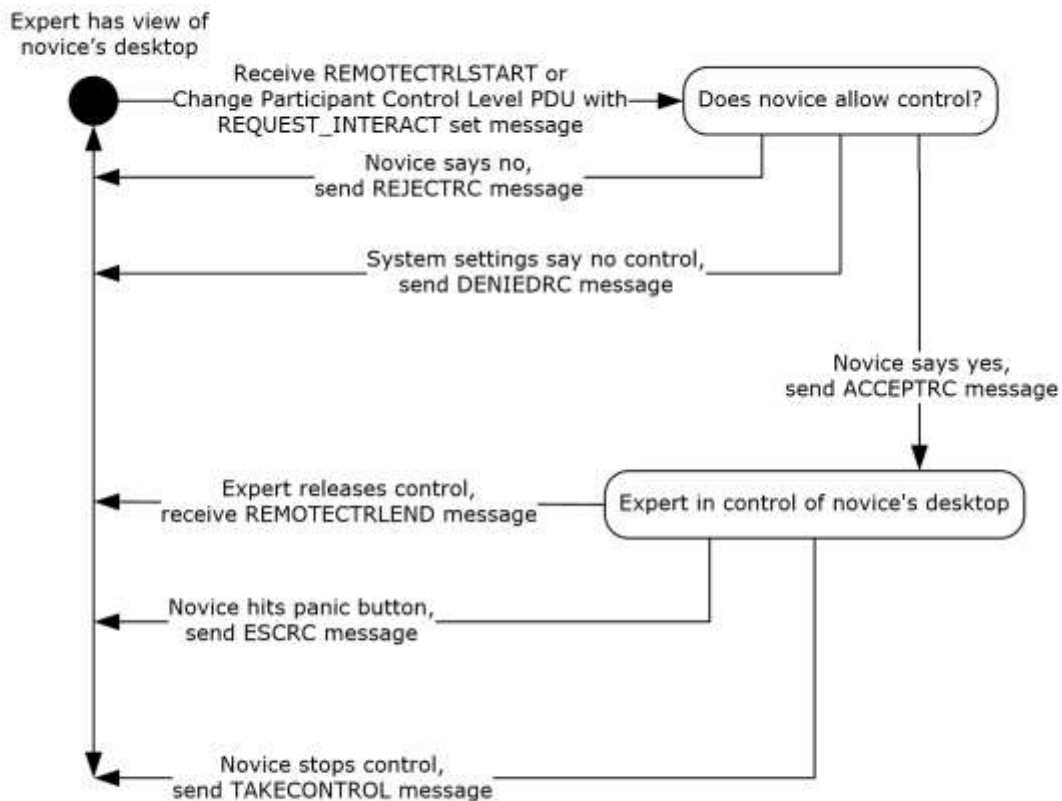 Expert has view of
novice's desktop
Receive REMOTECTRLSTART or
Change Participant Control Level PDU with
REQUEST_INTERACT set message
Does novice allow control?
Novice says no,
send REJECTRC message
System settings say no control,
send DENIEDRC message
Novice says yes,
send ACCEPTRC message
Expert releases control,
receive REMOTECTRLEND message
Expert in control of novice's desktop
Novice hits panic button,
send ESCRC message
Novice stops control,
send TAKECONTROL message